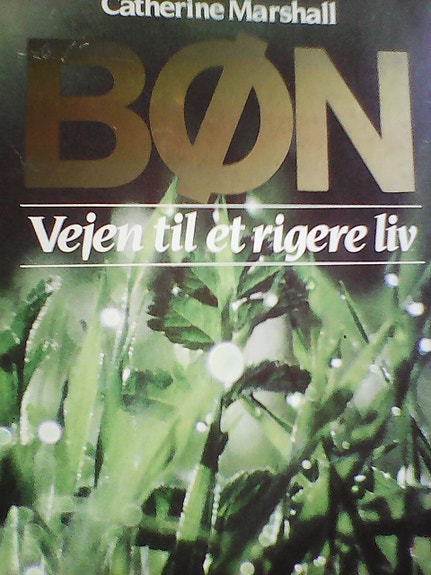 Catherine Marshall
BØN
Vejen til et rigere liv